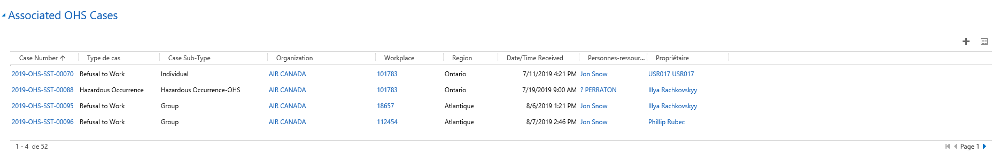 Associated OHS Cases
Case Number Type de cas Case Sub-Type Organization Workplace Region Date/Time Received Personnes-ressour... Propriétaire
2019-OHS-SST-00070 Refusal to Work Individual AIR CANADA 101783 Ontario 7/11/2019 4:21 PM Jon Snow USR017 USR017
2019-OHS-SST-00088 Hazardous Occurrence Hazardous Occurrence-OHS AIR CANADA 101783 Ontario 7/19/2019 9:00 AM ? PERRATON Illya Rachkovskyy
2019-OHS-SST-00095 Refusal to Work Group AIR CANADA 18657 Atlantique 8/6/2019 1:21 PM Jon Snow Illya Rachkovskyy
2019-OHS-SST-00096 Refusal to Work Group AIR CANADA 112454 Atlantique 8/7/2019 2:46 PM Jon Snow Phillip Rubec
1 - 4 de 52 Page 1